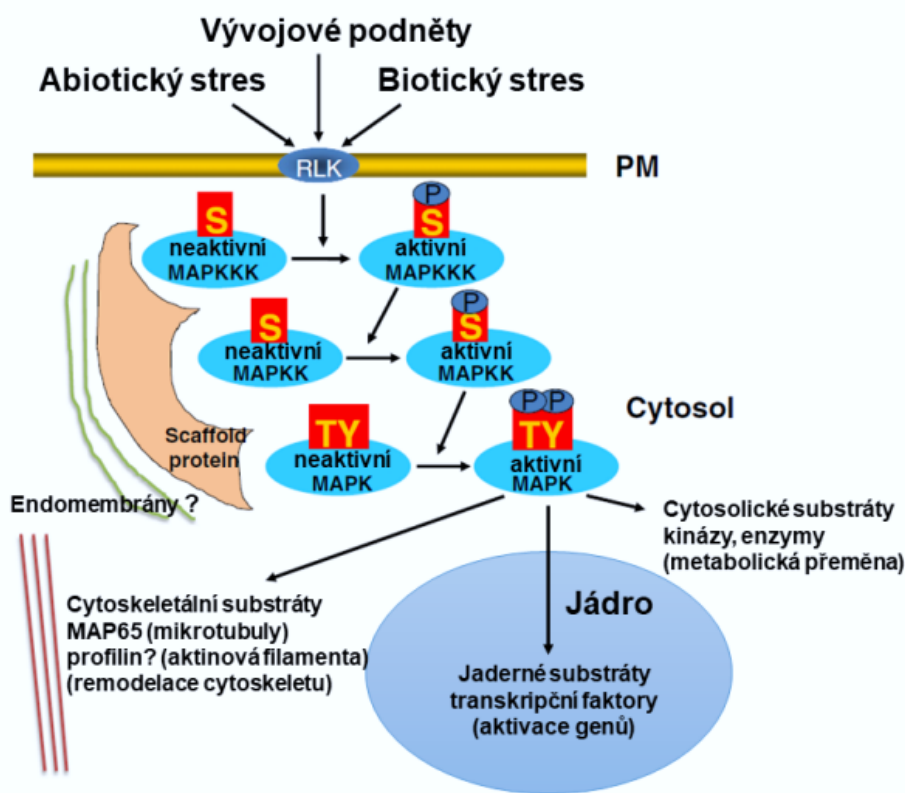 Vývojové podněty
Abiotický stres
Biotický stres
RLK
PM
S
neaktivní
MAPKKK
P
S
aktivní
MAPKKK
S
neaktivní
MAPKK
P
S
aktivní
MAPKK
Cytosol
Scaffold
protein
TY
neaktivní
MAPK
P P
TY
aktivní
MAPK
Endomembrány ?
Cytosolické substráty
kinázy, enzymy
(metabolická přeměna)
Cytoskeletální substráty
MAP65 (mikrotubuly)
profilin? (aktinová filamenta)
(remodelace cytoskeletu)
Jádro
Jaderné substráty
transkripční faktory
(aktivace genů)